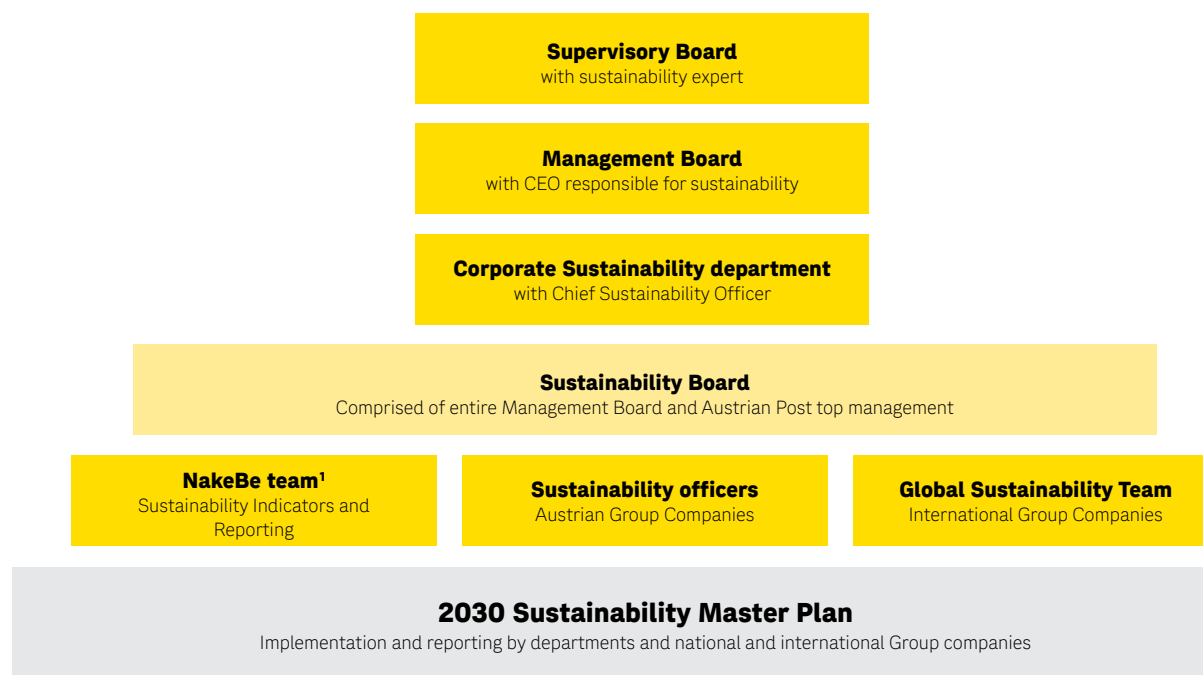 Supervisory Board
with sustainability expert
Management Board
with CEO responsible for sustainability
Corporate Sustainability department
with Chief Sustainability Officer
Sustainability Board
Comprised of entire Management Board and Austrian Post top management
NakeBe team¹
Sustainability Indicators and
Reporting
Sustainability officers
Austrian Group Companies
Global Sustainability Team
International Group Companies
2030 Sustainability Master Plan
Implementation and reporting by departments and national and international Group companies